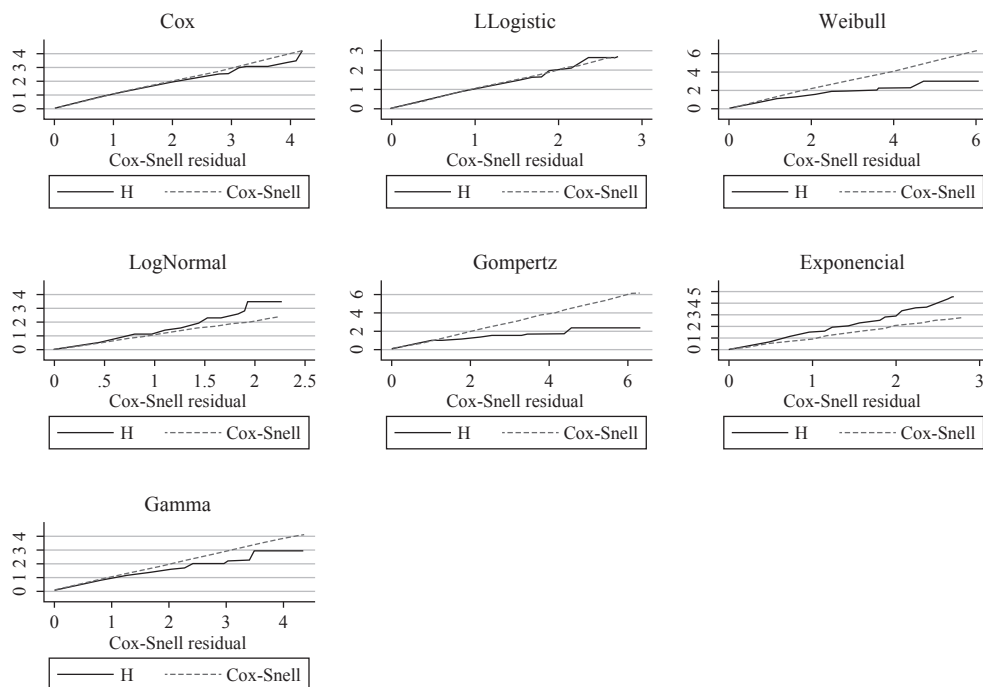 Cox
0 1 2 3 4
0 1 2 3 4
Cox-Snell residual
H Cox-Snell
LLogistic
0 1 2 3
0 1 2 3
Cox-Snell residual
H Cox-Snell
Weibull
0 2 4 6
0 2 4 6
Cox-Snell residual
H Cox-Snell
LogNormal
0 1 2 3 4
0 .5 1 1.5 2 2.5
Cox-Snell residual
H Cox-Snell
Gompertz
0 2 4 6
0 2 4 6
Cox-Snell residual
H Cox-Snell
Exponencial
0 1 2 3 4 5
0 1 2 3
Cox-Snell residual
H Cox-Snell
Gamma
0 1 2 3 4
0 1 2 3 4
Cox-Snell residual
H Cox-Snell